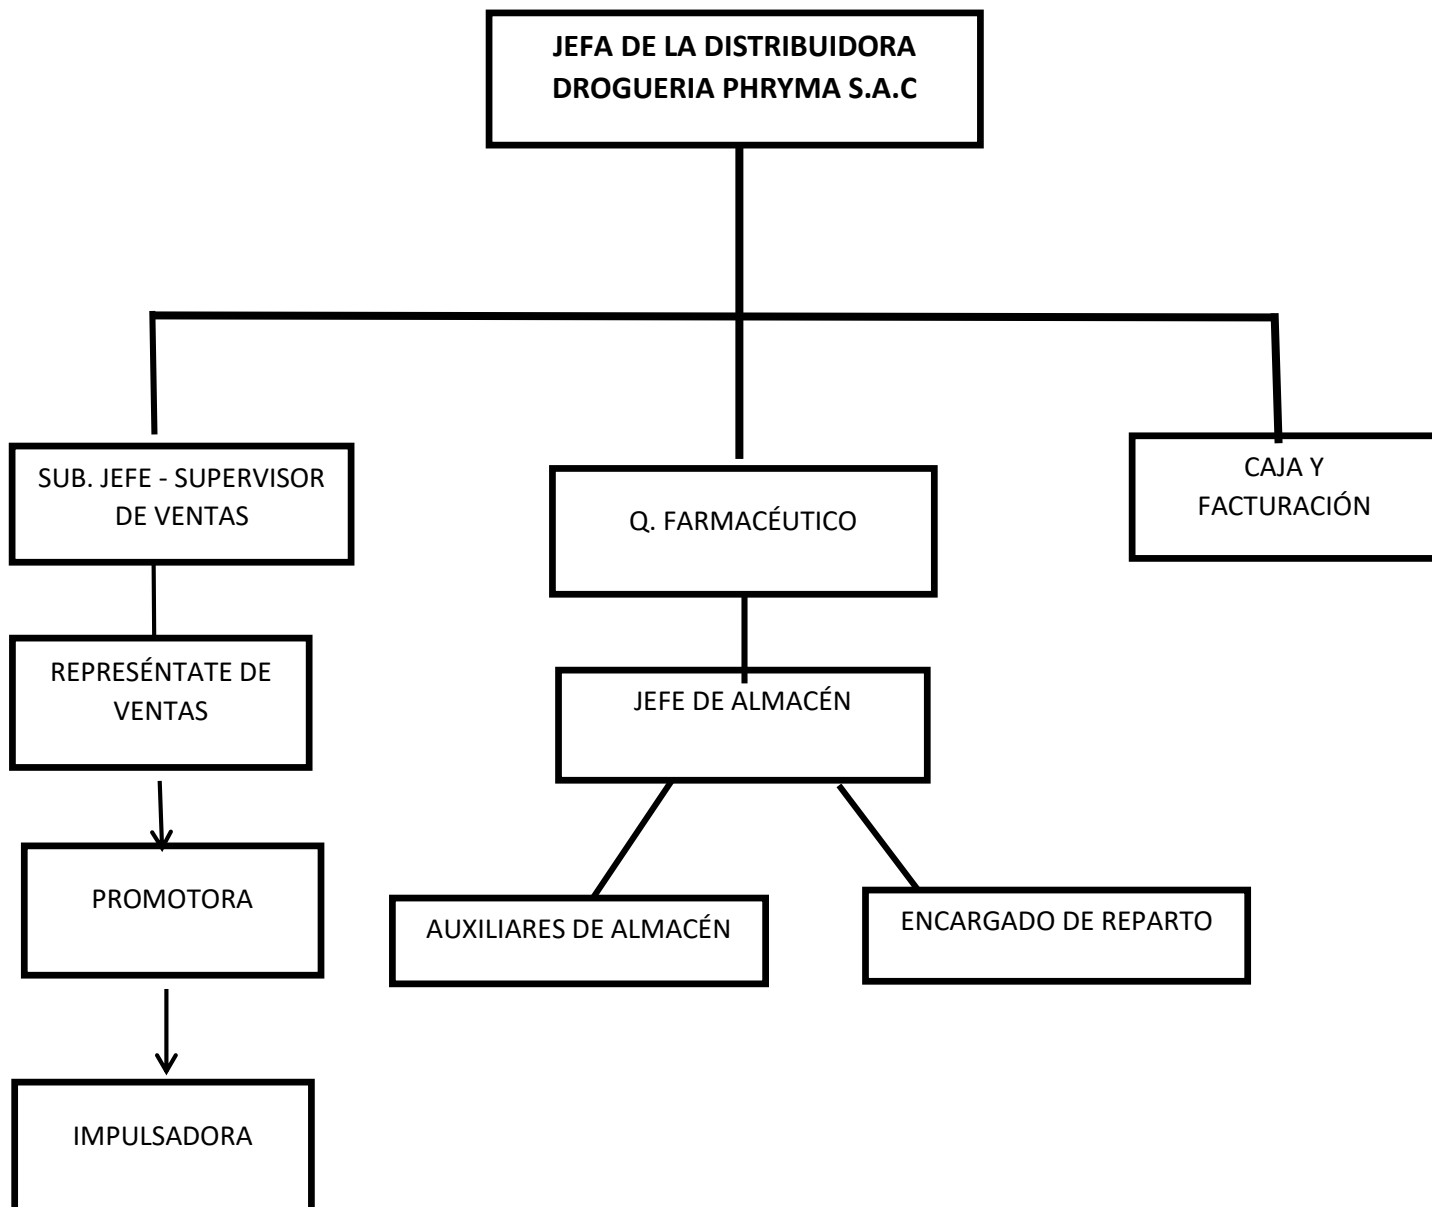 JEFA DE LA DISTRIBUIDORA
DROGUERIA PHRYMA S.A.C
SUB. JEFE - SUPERVISOR
DE VENTAS
Q. FARMACÉUTICO
CAJA Y
FACTURACIÓN
REPRÉSÉNTATE DE
VENTAS
JEFE DE ALMACÉN
PROMOTORA
AUXILIARES DE ALMACÉN
ENCARGADO DE REPARTO
IMPULSADORA